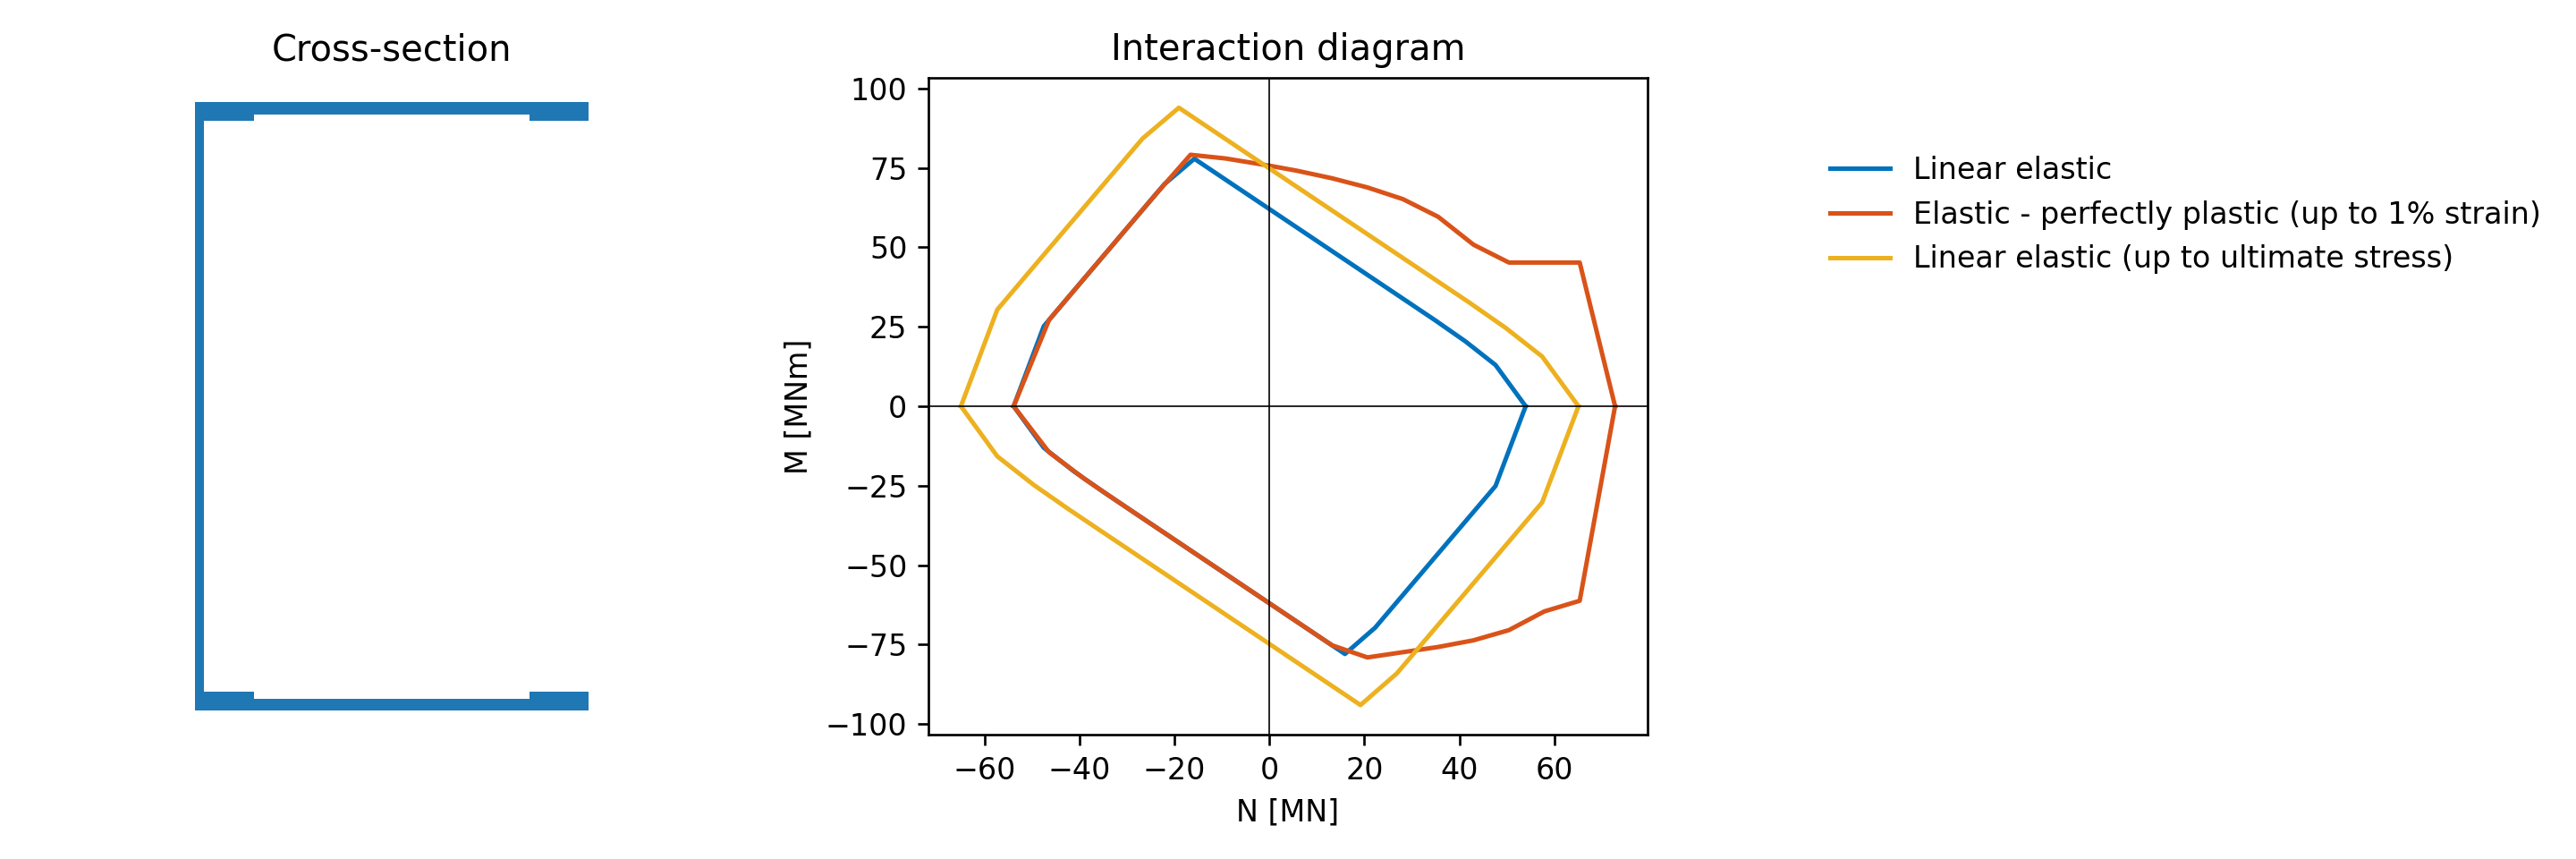 Cross-section
Interaction diagram
100
75
50
25
0
−25
−50
−75
−100
M [MNm]
−60 −40 −20 0 20 40 60
N [MN]
Linear elastic
Elastic - perfectly plastic (up to 1% strain)
Linear elastic (up to ultimate stress)